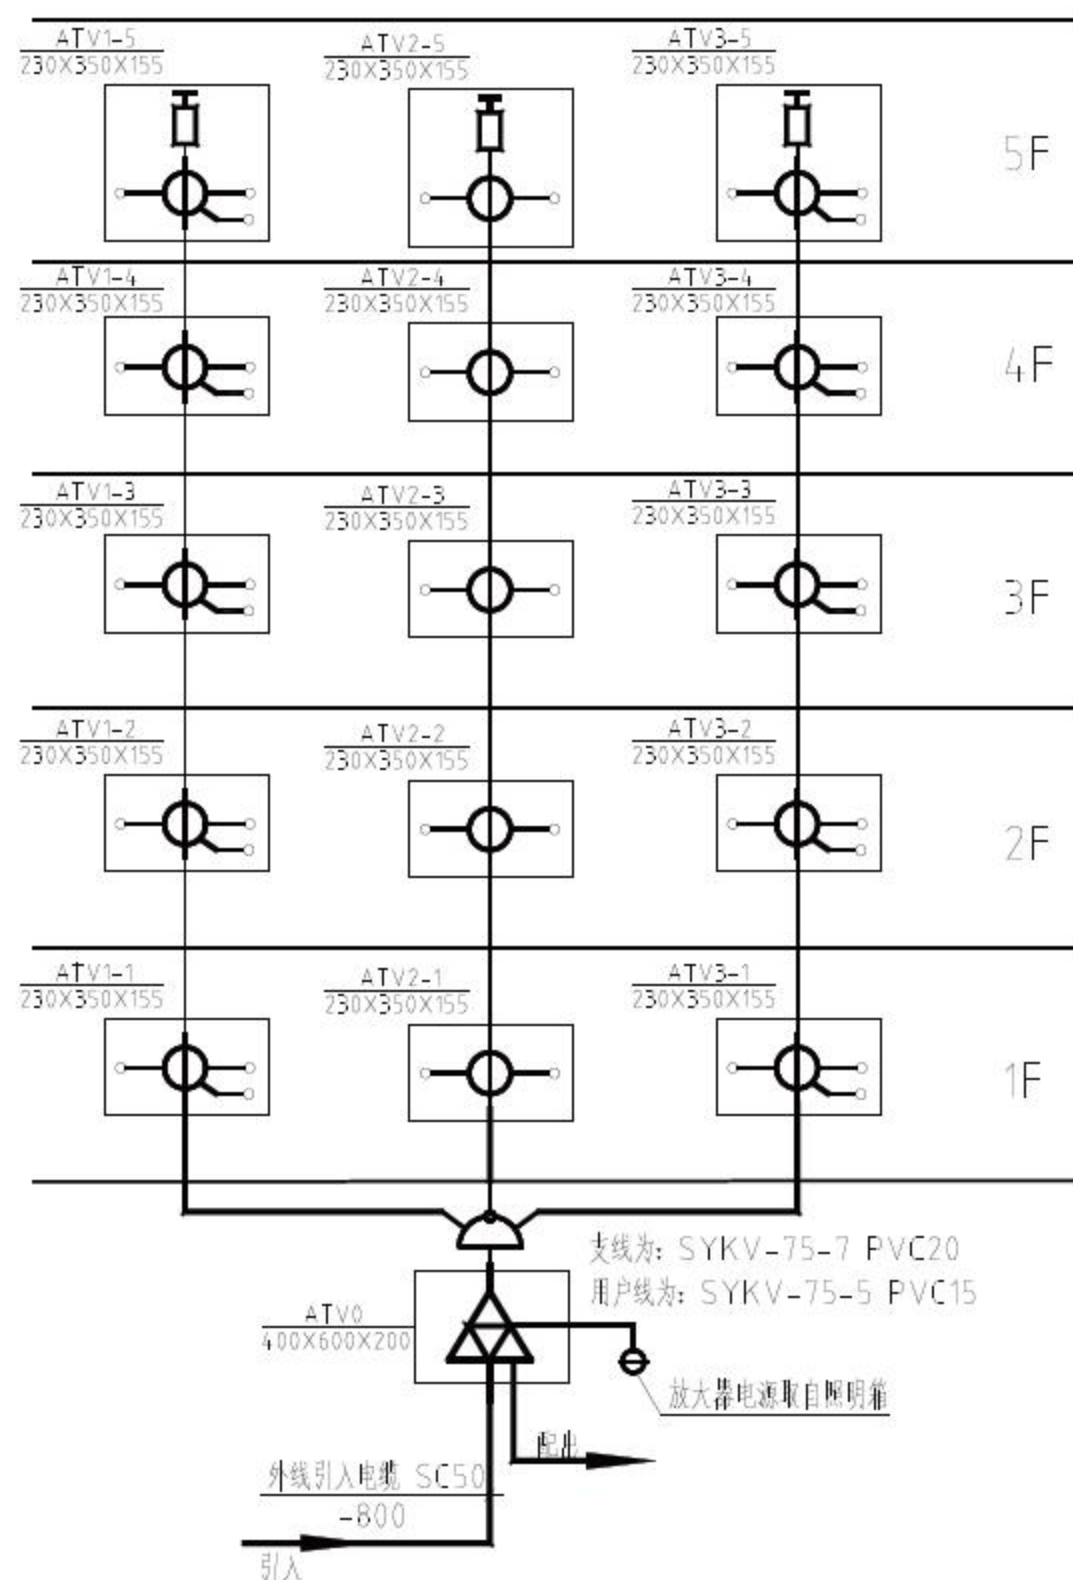 ATV1-5 ATV2-5 ATV3-5
230X350X155 230X350X155 230X350X155
5F
ATV1-4 ATV2-4 ATV3-4
230X350X155 230X350X155 230X350X155
4F
ATV1-3 ATV2-3 ATV3-3
230X350X155 230X350X155 230X350X155
3F
ATV1-2 ATV2-2 ATV3-2
230X350X155 230X350X155 230X350X155
2F
ATV1-1 ATV2-1 ATV3-1
230X350X155 230X350X155 230X350X155
1F
支线为: SYKV-75-7 PVC20
用户线为: SYKV-75-5 PVC15
ATV0
400X600X200
放大器电源取自照明箱
配出
外线引入电缆 SC50
-800
引入